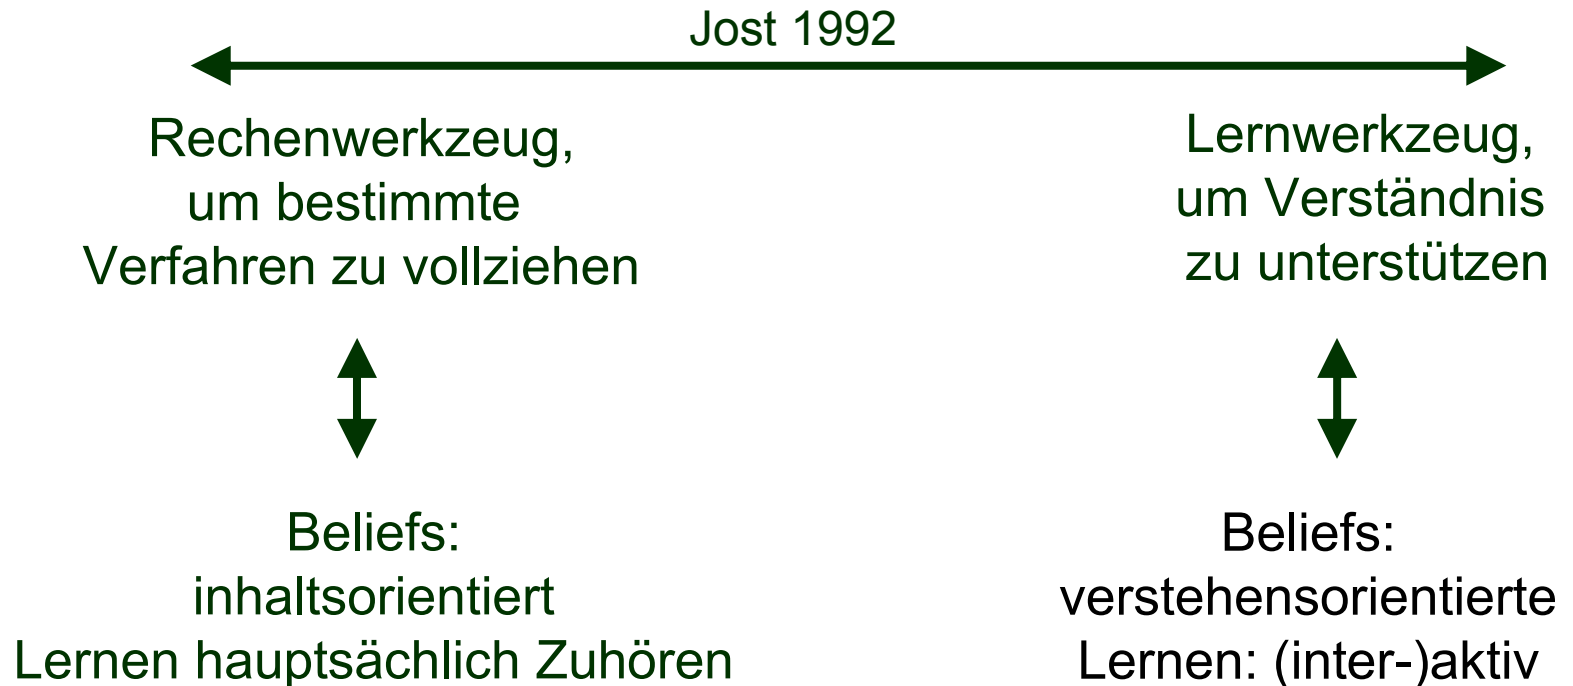 Jost 1992
Rechenwerkzeug,
um bestimmte
Verfahren zu vollziehen
Lernwerkzeug,
um Verständnis
zu unterstützen
Beliefs:
inhaltsorientiert
Lernen hauptsächlich Zuhören
Beliefs:
verstehensorientierte
Lernen: (inter-)aktiv